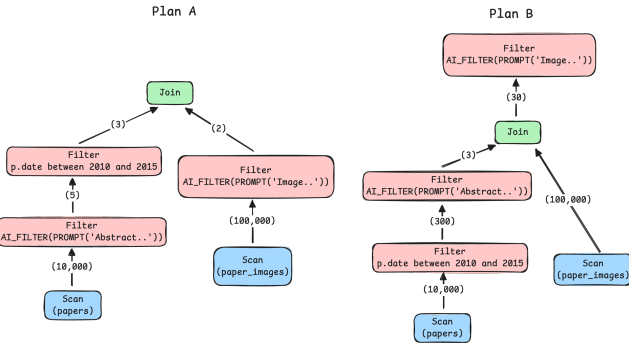 Plan A
Join
(3)
(2)
Filter
p.date between 2010 and 2015
Filter
AI_FILTER(PROMPT('Image..'))
(5)
(100,000)
Filter
AI_FILTER(PROMPT('Abstract..'))
Scan
(paper_images)
(10,000)
Scan
(papers)
Plan B
Filter
AI_FILTER(PROMPT('Image..'))
(30)
Join
(3)
Filter
AI_FILTER(PROMPT('Abstract..'))
(100,000)
(300)
Filter
p.date between 2010 and 2015
Scan
(paper_images)
(10,000)
Scan
(papers)